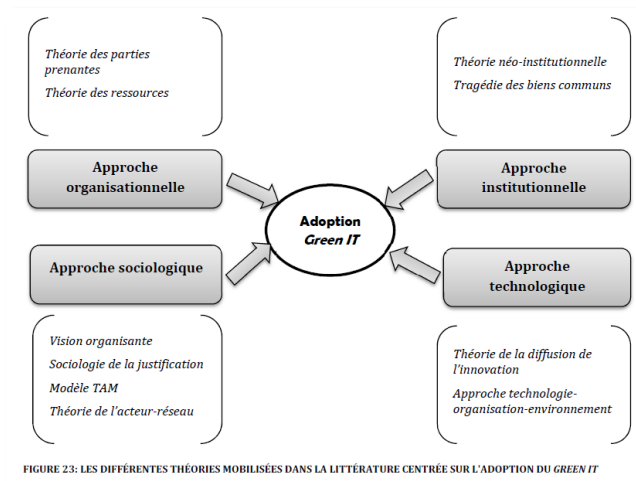 Théorie des parties
prenantes
Théorie des ressources
Approche
organisationnelle
Théorie néo-institutionnelle
Tragédie des biens communs
Approche
institutionnelle
Adoption
Green IT
Approche sociologique
Vision organisante
Sociologie de la justification
Modèle TAM
Théorie de l'acteur-réseau
Approche
technologique
Théorie de la diffusion de
l'innovation
Approche technologie-
organisation-environnement
FIGURE 23: LES DIFFÉRENTES THÉORIES MOBILISÉES DANS LA LITTÉRATURE CENTRÉE SUR L'ADOPTION DU GREEN IT